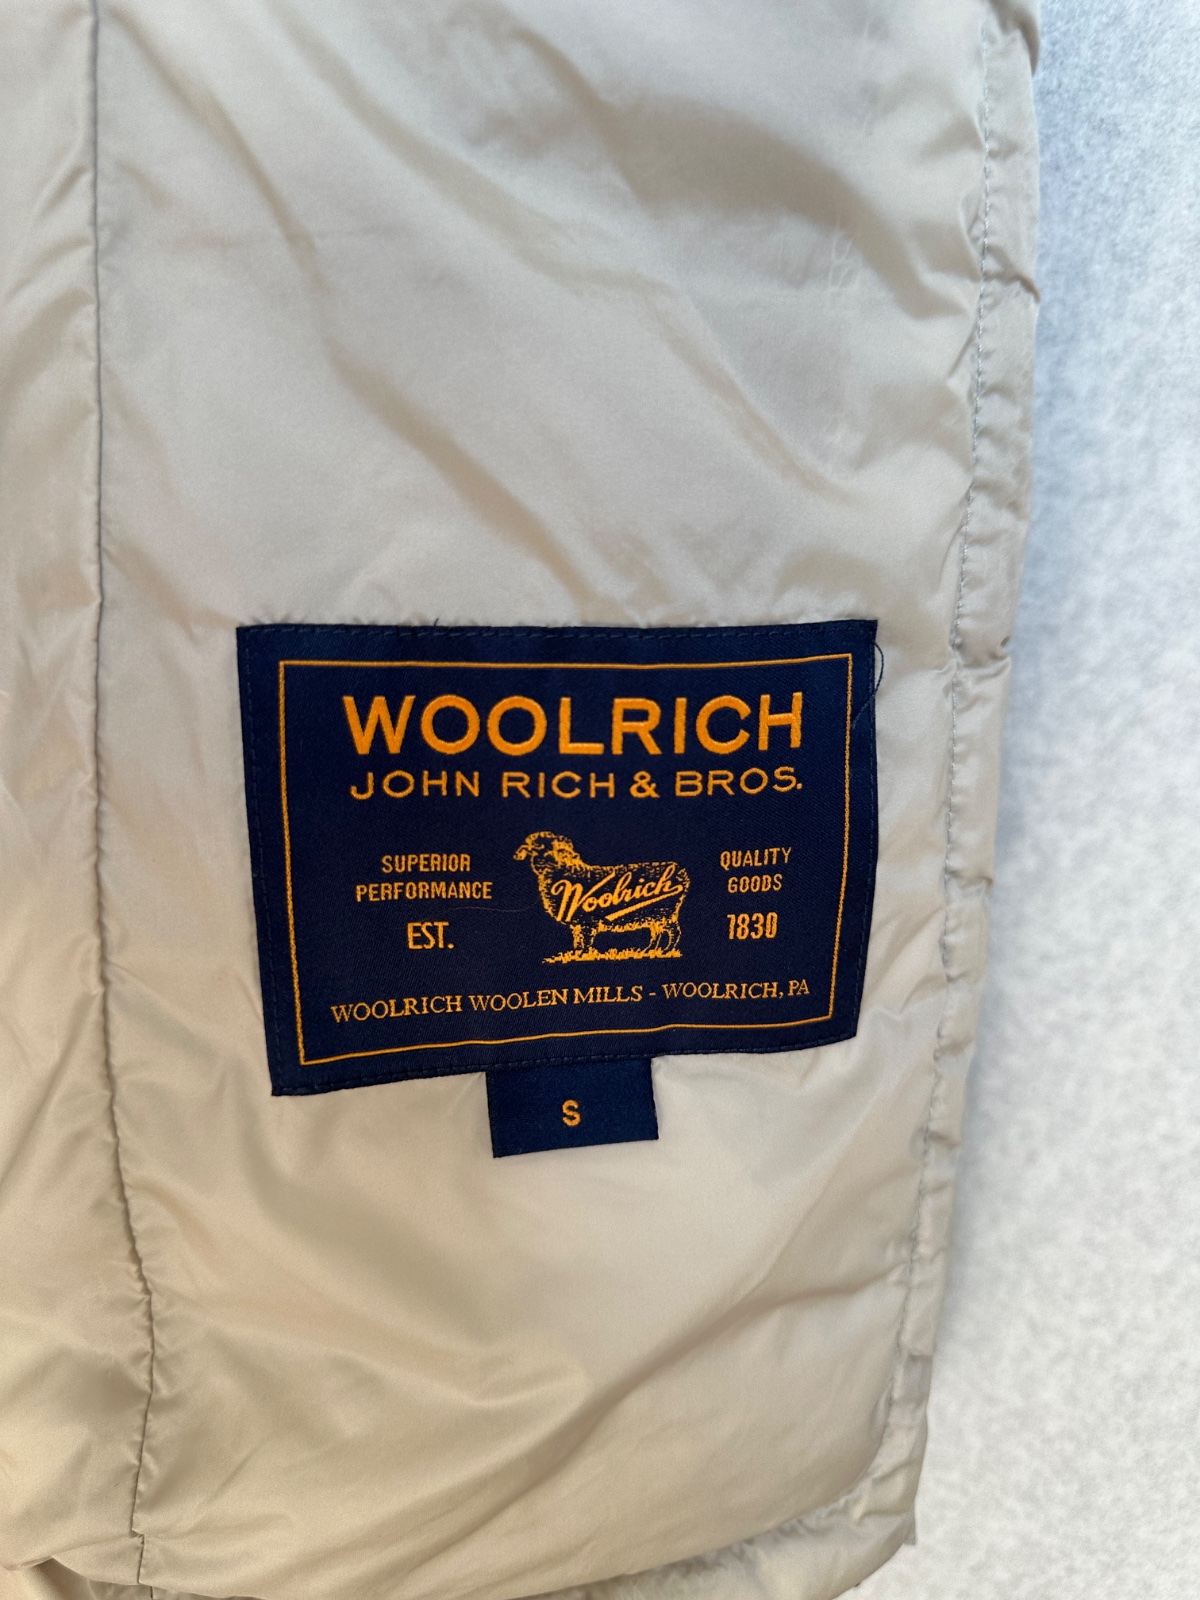 WOOLRICH
JOHN RICH & BROS.
SUPERIOR
PERFORMANCE
EST.
Woolrich
QUALITY
GOODS
1830
WOOLRICH WOOLEN MILLS - WOOLRICH, PA
S